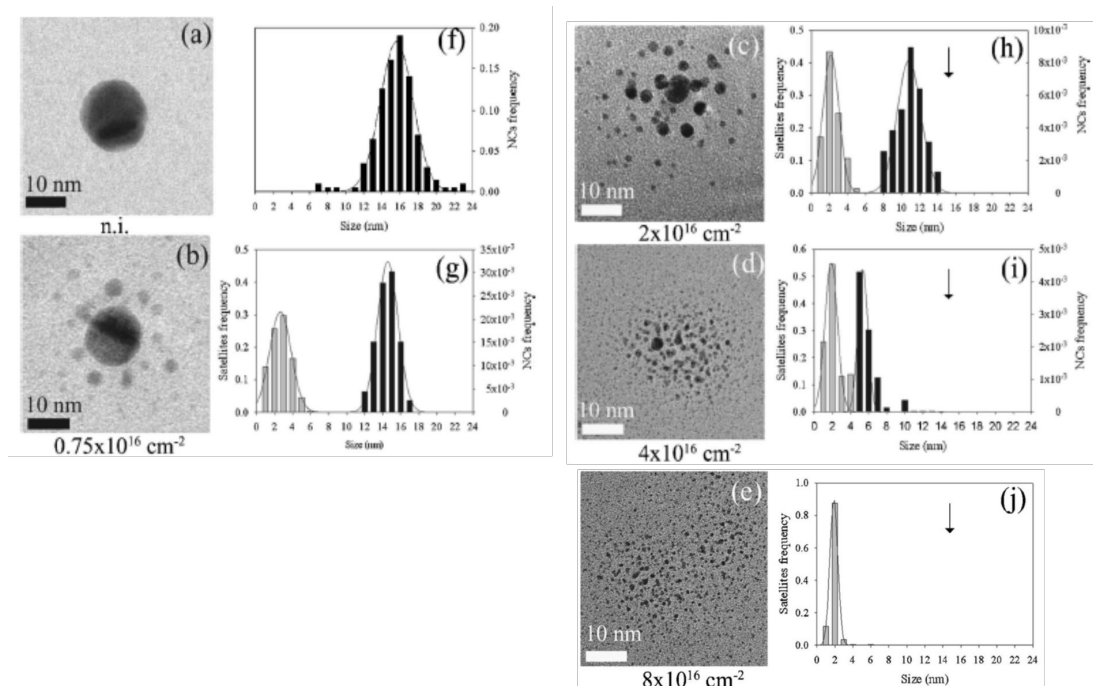 (a)
10 nm
n.i.
(f)
0.20
0.15
0.10
0.05
0.00
NCs frequency
0 2 4 6 8 10 12 14 16 18 20 22 24
Size (nm)
(b)
10 nm
0.75x10¹⁶ cm⁻²
(g)
0.5
0.4
0.3
0.2
0.1
0.0
Satellites frequency
35x10⁻³
30x10⁻³
25x10⁻³
20x10⁻³
15x10⁻³
10x10⁻³
5x10⁻³
0
NCs frequency
0 2 4 6 8 10 12 14 16 18 20 22 24
Size (nm)
(c)
10 nm
2x10¹⁶ cm⁻²
(h)
0.5
0.4
0.3
0.2
0.1
0.0
Satellites frequency
10x10⁻³
8x10⁻³
6x10⁻³
4x10⁻³
2x10⁻³
0
NCs frequency
0 2 4 6 8 10 12 14 16 18 20 22 24
Size (nm)
(d)
10 nm
4x10¹⁶ cm⁻²
(i)
0.6
0.5
0.4
0.3
0.2
0.1
0.0
Satellites frequency
5x10⁻³
4x10⁻³
3x10⁻³
2x10⁻³
1x10⁻³
0
NCs frequency
0 2 4 6 8 10 12 14 16 18 20 22 24
Size (nm)
(e)
10 nm
8x10¹⁶ cm⁻²
(j)
1.0
0.8
0.6
0.4
0.2
0.0
Satellites frequency
0 2 4 6 8 10 12 14 16 18 20 22 24
Size (nm)